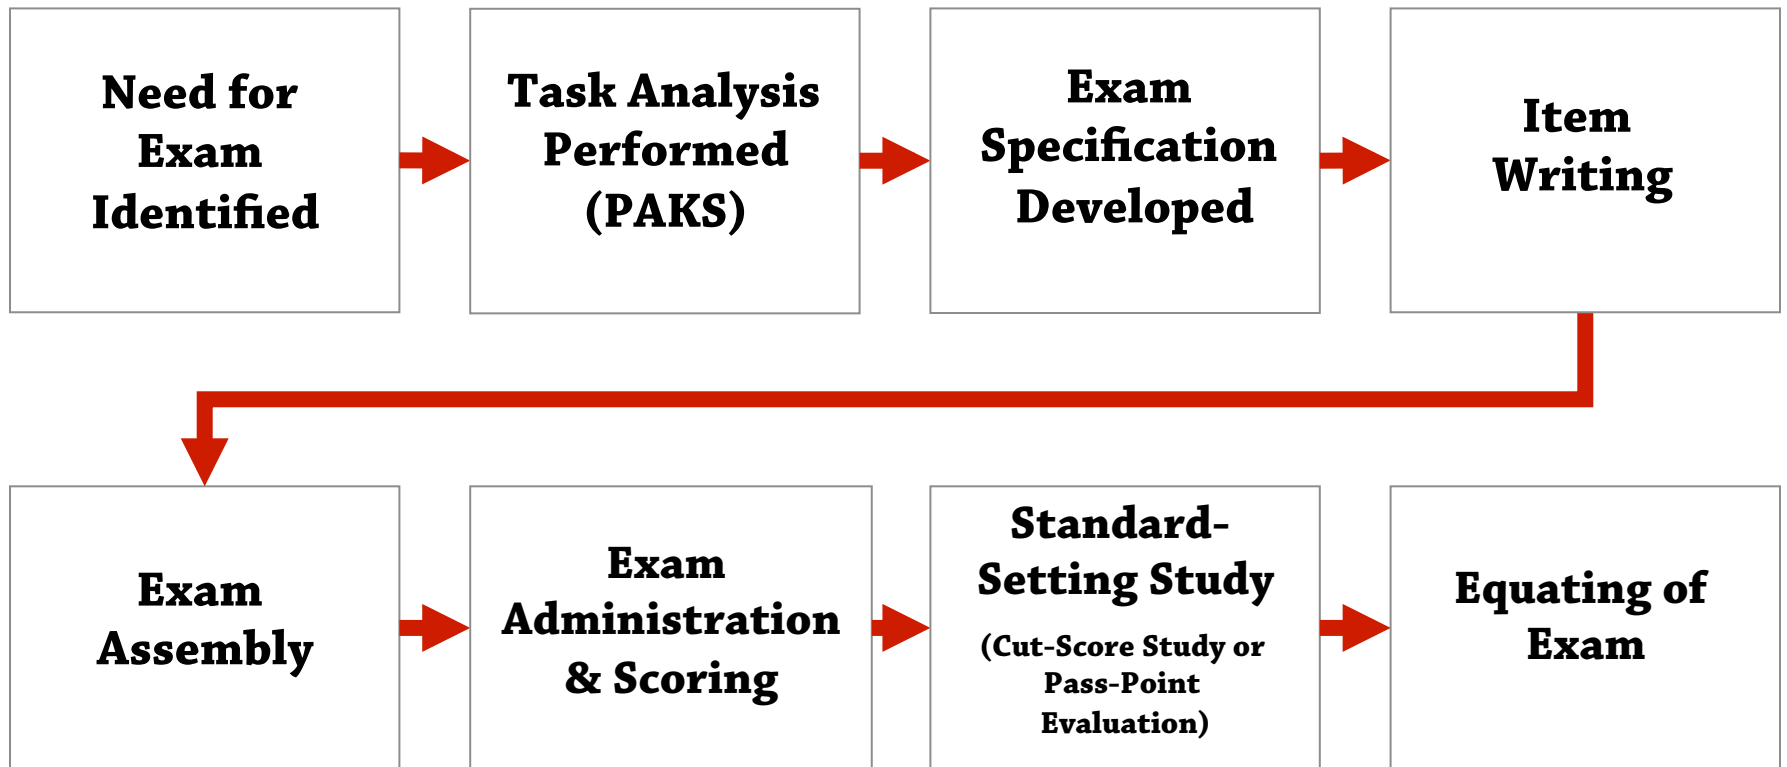 Need for
Exam
Identified
Task Analysis
Performed
(PAKS)
Exam
Specification
Developed
Item
Writing
Exam
Assembly
Exam
Administration
& Scoring
Standard-
Setting Study
(Cut-Score Study or
Pass-Point
Evaluation)
Equating of
Exam